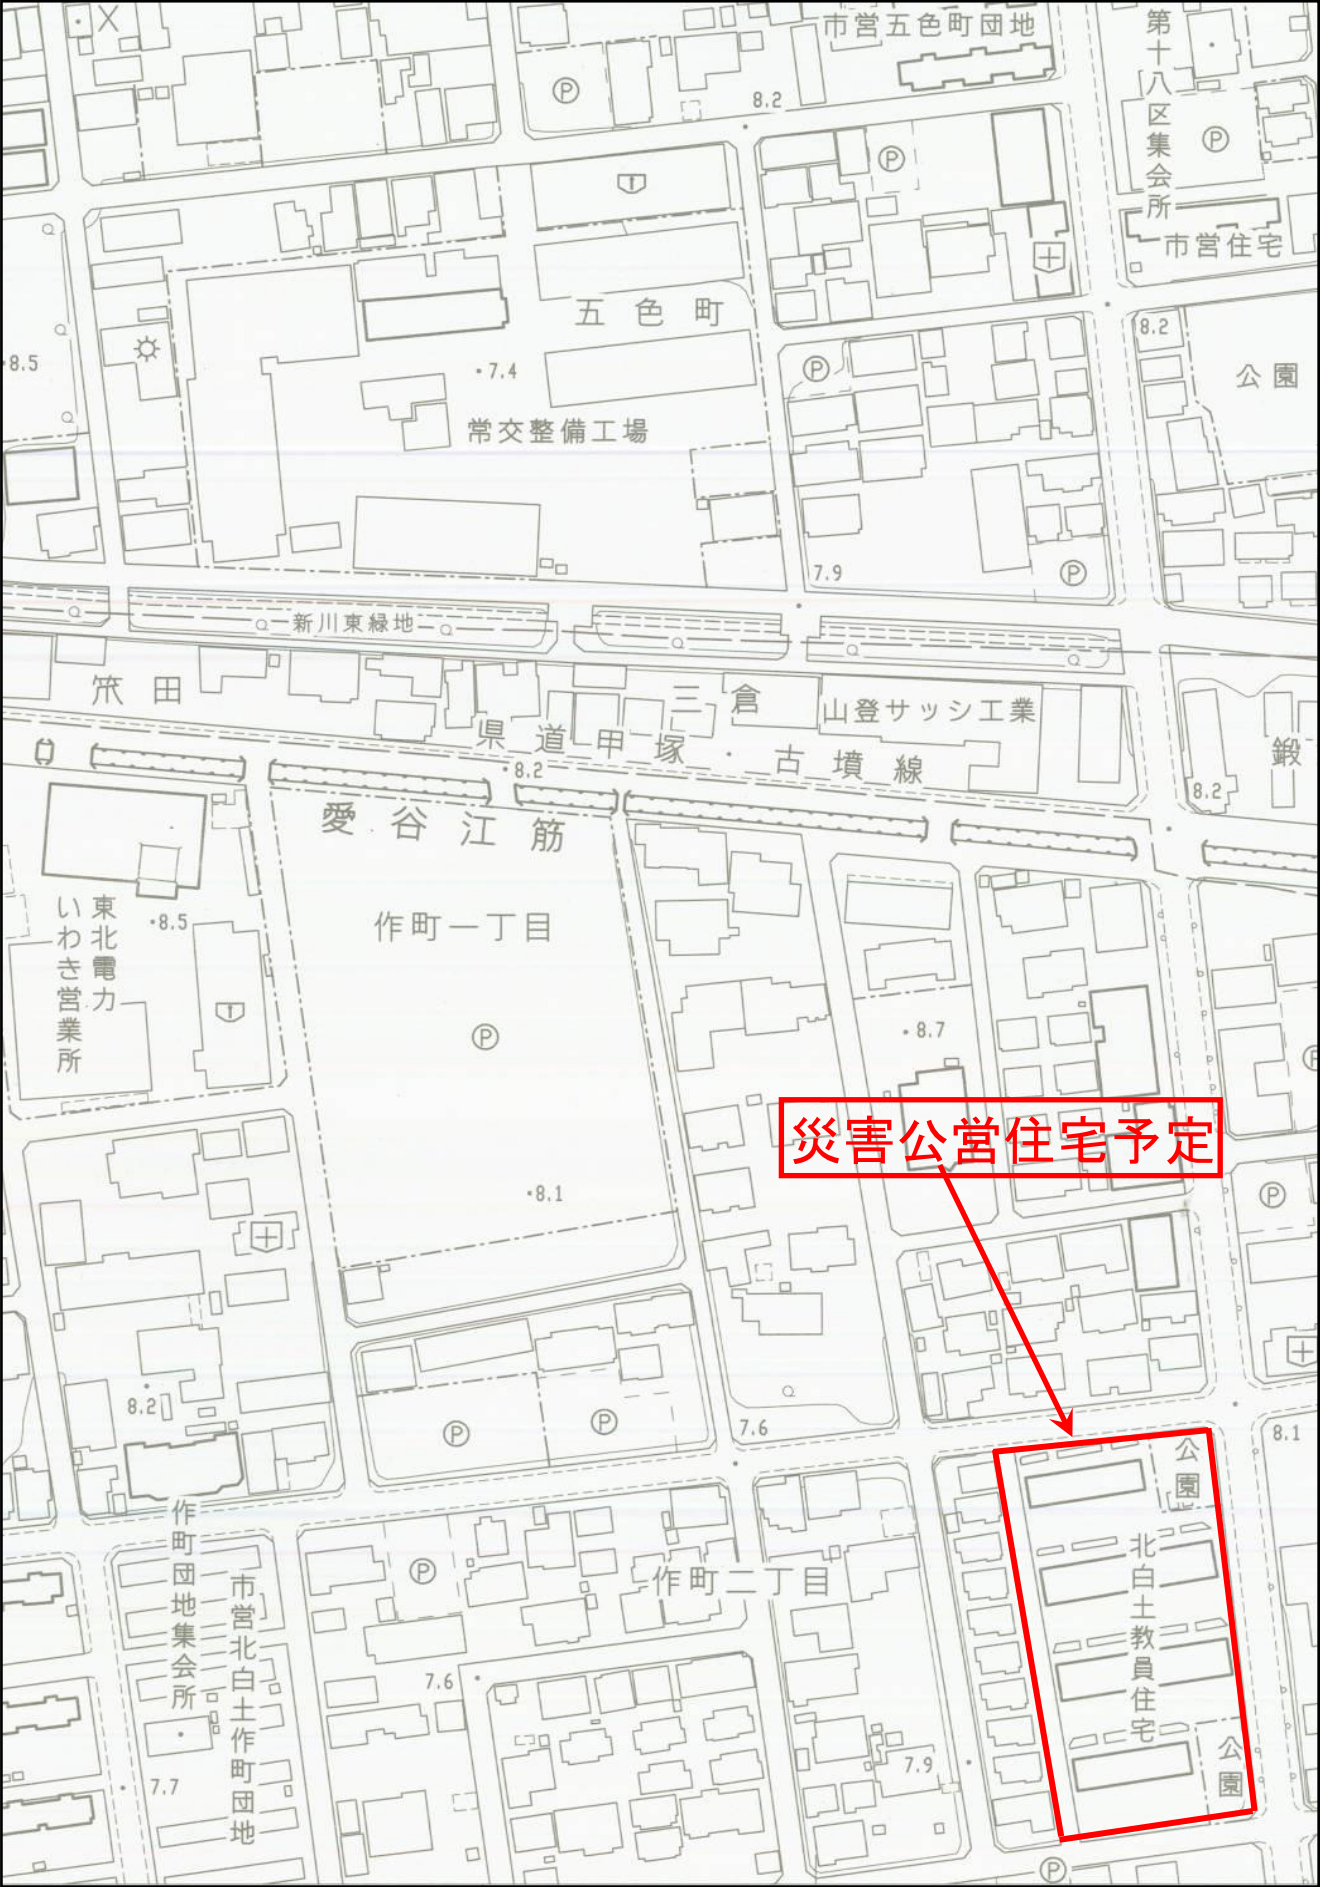 市営五色町団地
第十八区集会所
8.2
Ⓟ
Ⓟ
Ⓟ
市営住宅
五色町
8.2
8.5
7.4
Ⓟ
公園
常交整備工場
7.9
Ⓟ
新川東緑地
笊田
三倉
山登サッシ工業
県道甲塚・古墳線
鍛
8.2
8.2
愛谷江筋
東北電力
いわき営業所
8.5
作町一丁目
Ⓟ
8.7
災害公営住宅予定
8.1
Ⓟ
8.2
Ⓟ
Ⓟ
7.6
8.1
公園
作町団地集会所
市営北白土作町団地
Ⓟ
作町二丁目
北白土教員住宅
7.6
7.9
7.7
公園
Ⓟ